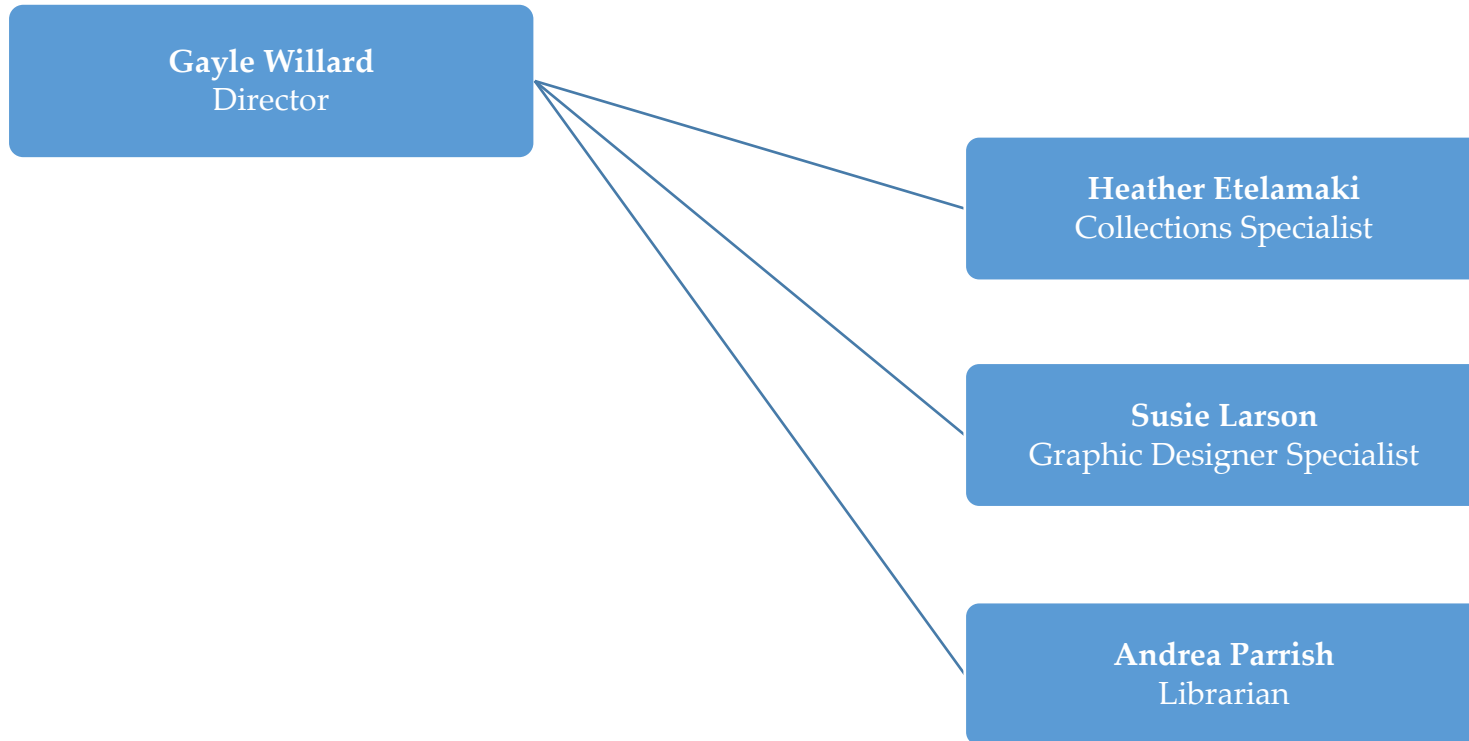 Gayle Willard
Director
Heather Etelamaki
Collections Specialist
Susie Larson
Graphic Designer Specialist
Andrea Parrish
Librarian